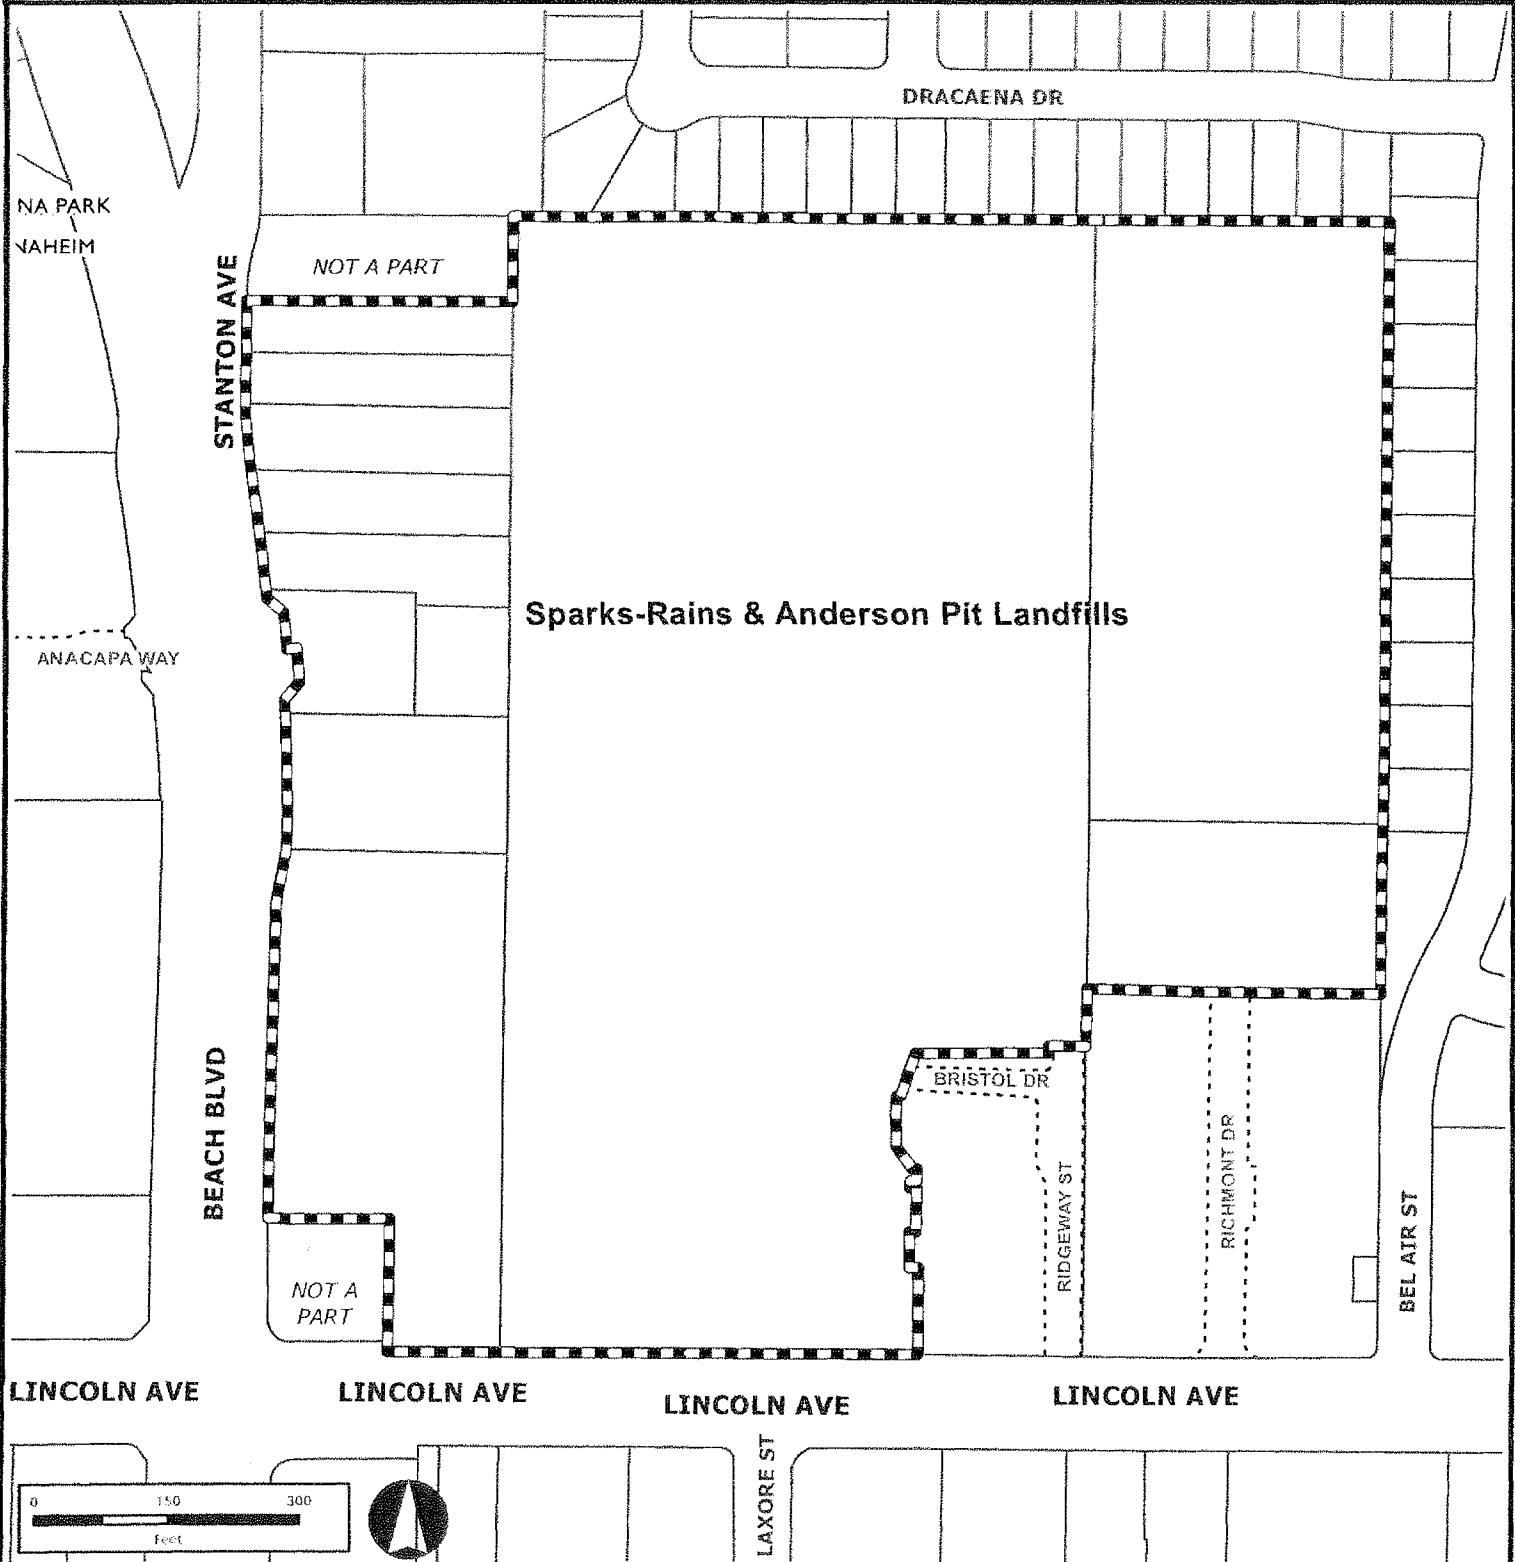 DRACAENA DR
NA PARK
NAHEIM
NOT A PART
STANTON AVE
Sparks-Rains & Anderson Pit Landfills
ANACAPA WAY
BEACH BLVD
BRISTOL DR
RIDGEWAY ST
RICHMONT DR
BEL AIR ST
NOT A
PART
LINCOLN AVE
LINCOLN AVE
LINCOLN AVE
LINCOLN AVE
LAXORE ST
0 150 300
Feet